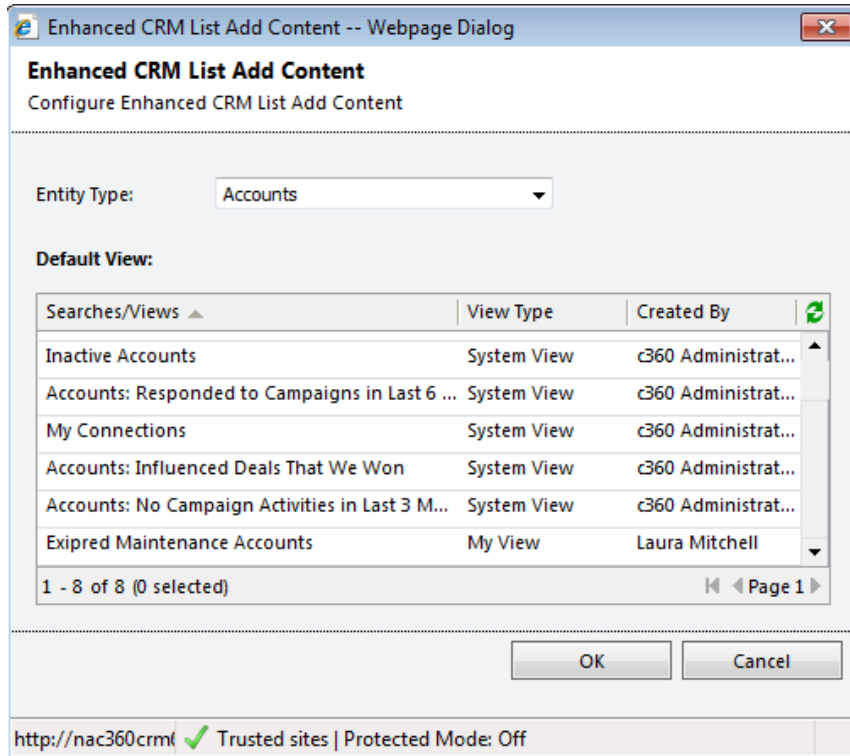 Enhanced CRM List Add Content -- Webpage Dialog
Enhanced CRM List Add Content
Configure Enhanced CRM List Add Content
Entity Type: Accounts
Default View:
Searches/Views View Type Created By
Inactive Accounts System View c360 Administrat...
Accounts: Responded to Campaigns in Last 6 ... System View c360 Administrat...
My Connections System View c360 Administrat...
Accounts: Influenced Deals That We Won System View c360 Administrat...
Accounts: No Campaign Activities in Last 3 M... System View c360 Administrat...
Exipred Maintenance Accounts My View Laura Mitchell
1 - 8 of 8 (0 selected) Page 1
OK Cancel
http://nac360crm Trusted sites | Protected Mode: Off